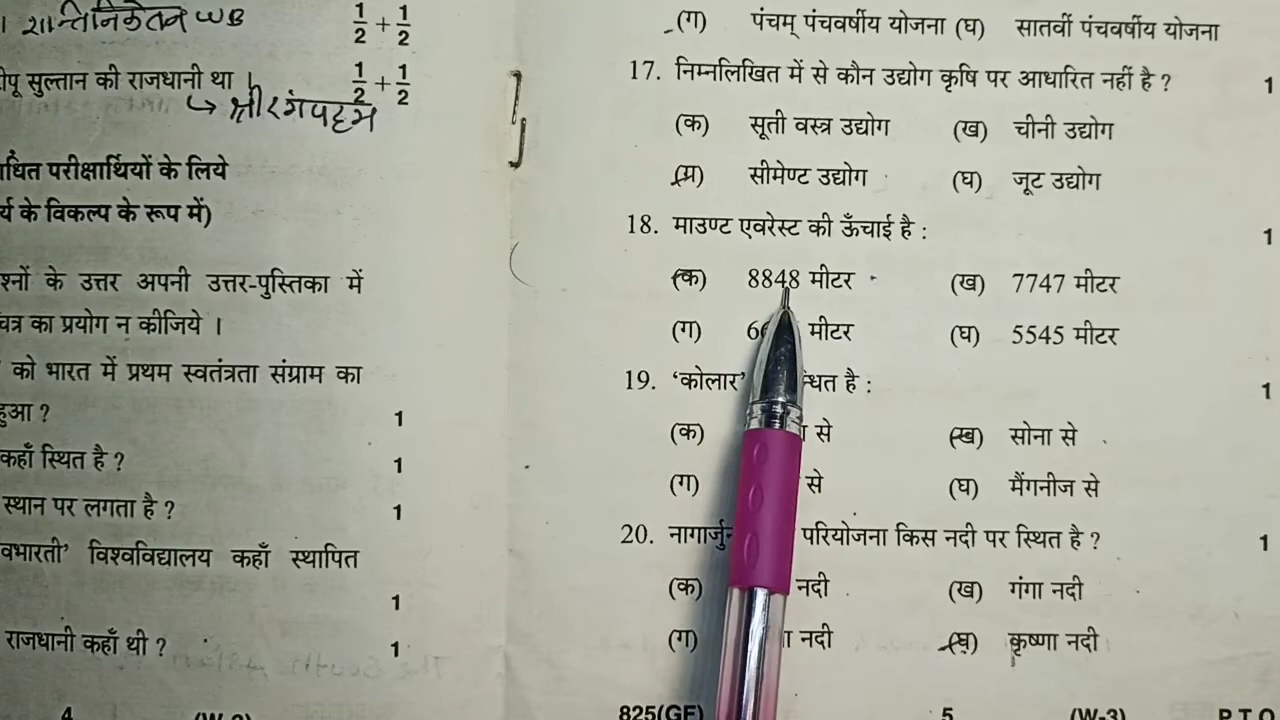 । शान्तिनिकेतन WB 1/2 + 1/2
टीपू सुल्तान की राजधानी था । 1/2 + 1/2
↳ श्रीरंगपट्टम
परीक्षार्थियों के लिये
के विकल्प के रूप में)
के उत्तर अपनी उत्तर-पुस्तिका में
का प्रयोग न कीजिये ।
को भारत में प्रथम स्वतंत्रता संग्राम का
हुआ ? 1
कहाँ स्थित है ? 1
स्थान पर लगता है ? 1
विश्वविद्यालय कहाँ स्थापित
1
राजधानी कहाँ थी ? 1
4
(ग) पंचम् पंचवर्षीय योजना (घ) सातवीं पंचवर्षीय योजना
17. निम्नलिखित में से कौन उद्योग कृषि पर आधारित नहीं है ? 1
(क) सूती वस्त्र उद्योग (ख) चीनी उद्योग
(ग) सीमेण्ट उद्योग (घ) जूट उद्योग
18. माउण्ट एवरेस्ट की ऊँचाई है : 1
(क) 8848 मीटर (ख) 7747 मीटर
(ग) मीटर (घ) 5545 मीटर
19. ‘कोलार’ है : 1
(क) से (ख) सोना से
(ग) से (घ) मैंगनीज से
20. परियोजना किस नदी पर स्थित है ? 1
(क) नदी (ख) गंगा नदी
(ग) नदी (घ) कृष्णा नदी
825(GF) 5 (W-3) P.T.O.